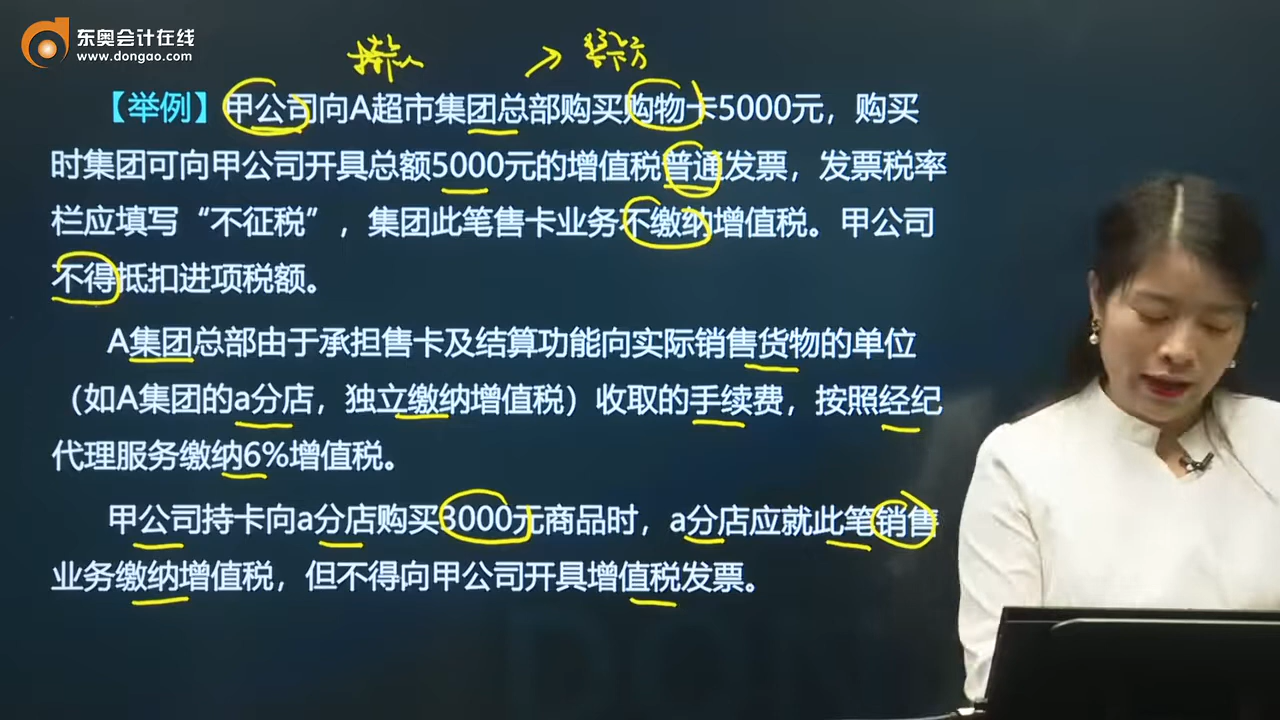 东奥会计在线
www.dongao.com
持卡人
【举例】甲公司向A超市集团总部购买购物卡5000元，购买
时集团可向甲公司开具总额5000元的增值税普通发票，发票税率
栏应填写“不征税”，集团此笔售卡业务不缴纳增值税。甲公司
不得抵扣进项税额。
A集团总部由于承担售卡及结算功能向实际销售货物的单位
（如A集团的a分店，独立缴纳增值税）收取的手续费，按照经纪
代理服务缴纳6%增值税。
甲公司持卡向a分店购买3000元商品时，a分店应就此笔销售
业务缴纳增值税，但不得向甲公司开具增值税发票。